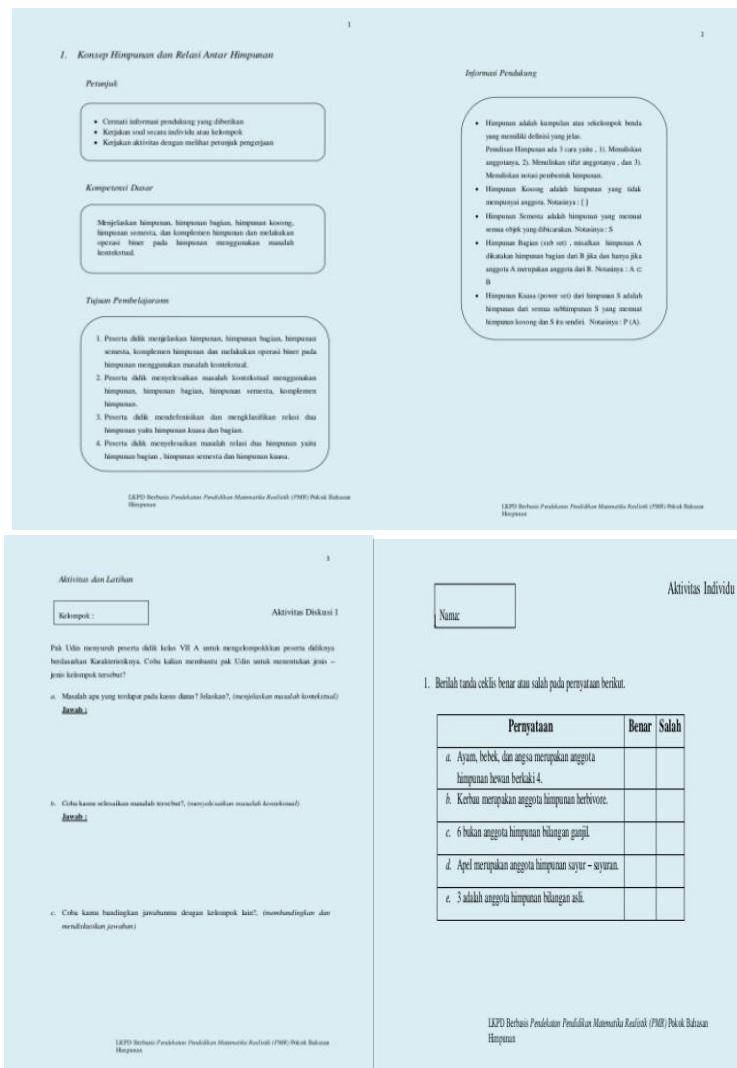 1
1. Konsep Himpunan dan Relasi Antar Himpunan
Petunjuk
• Cermati informasi pendukung yang diberikan
• Kerjakan soal secara individu atau kelompok
• Kerjakan aktivitas dengan melihat petunjuk pengerjaan
Kompetensi Dasar
Menjelaskan himpunan, himpunan bagian, himpunan kosong,
himpunan semesta, dan komplemen himpunan dan melakukan
operasi biner pada himpunan menggunakan masalah
kontekstual.
Tujuan Pembelajarann
1. Peserta didik menjelaskan himpunan, himpunan bagian, himpunan
semesta, komplemen himpunan dan melakukan operasi biner pada
himpunan menggunakan masalah kontekstual.
2. Peserta didik menyelesaikan masalah kontekstual menggunakan
himpunan, himpunan bagian, himpunan semesta, komplemen
himpunan.
3. Peserta didik mendefenisikan dan mengklasifikan relasi dua
himpunan yaitu himpunan kuasa dan bagian.
4. Peserta didik menyelesaikan masalah relasi dua himpunan yaitu
himpunan bagian , himpunan semesta dan himpunan kuasa.
LKPD Berbasis Pendekatan Pendidikan Matematika Realistik (PMR) Pokok Bahasan
Himpunan
2
Informasi Pendukung
• Himpunan adalah kumpulan atau sekelompok benda
yang memiliki definisi yang jelas.
Penulisan Himpunan ada 3 cara yaitu , 1). Menuliskan
anggotanya, 2). Menuliskan sifat anggotanya , dan 3).
Menuliskan notasi pembentuk himpunan.
• Himpunan Kosong adalah himpunan yang tidak
mempunyai anggota. Notasinya : { }
• Himpunan Semesta adalah himpunan yang memuat
semua objek yang dibicarakan. Notasinya : S
• Himpunan Bagian (sub set) , misalkan himpunan A
dikatakan himpunan bagian dari B jika dan hanya jika
anggota A merupakan anggota dari B. Notasinya : A ⊂
B
• Himpunan Kuasa (power set) dari himpunan S adalah
himpunan dari semua subhimpunan S yang memuat
himpunan kosong dan S itu sendiri. Notasinya : P (A).
LKPD Berbasis Pendekatan Pendidikan Matematika Realistik (PMR) Pokok Bahasan
Himpunan
3
Aktivitas dan Latihan
Kelompok :
Aktivitas Diskusi 1
Pak Udin menyuruh peserta didik kelas VII A untuk mengelompokkkan peserta didiknya
berdasarkan Karakteristiknya. Coba kalian membantu pak Udin untuk menentukan jenis –
jenis kelompok tersebut?
a. Masalah apa yang terdapat pada kasus diatas? Jelaskan?, (menjelaskan masalah kontekstual)
Jawab :
b. Coba kamu selesaikan masalah tersebut?, (menyelesaikan masalah kontekstual)
Jawab :
c. Coba kamu bandingkan jawabanmu dengan kelompok lain?, (membandingkan dan
mendiskusikan jawaban)
LKPD Berbasis Pendekatan Pendidikan Matematika Realistik (PMR) Pokok Bahasan
Himpunan
Aktivitas Individu
Nama:
1. Berilah tanda ceklis benar atau salah pada pernyataan berikut.
Pernyataan Benar Salah
a. Ayam, bebek, dan angsa merupakan anggota
himpunan hewan berkaki 4.
b. Kerbau merupakan anggota himpunan herbivore.
c. 6 bukan anggota himpunan bilangan ganjil.
d. Apel merupakan anggota himpunan sayur – sayuran.
e. 3 adalah anggota himpunan bilangan asli.
LKPD Berbasis Pendekatan Pendidikan Matematika Realistik (PMR) Pokok Bahasan
Himpunan